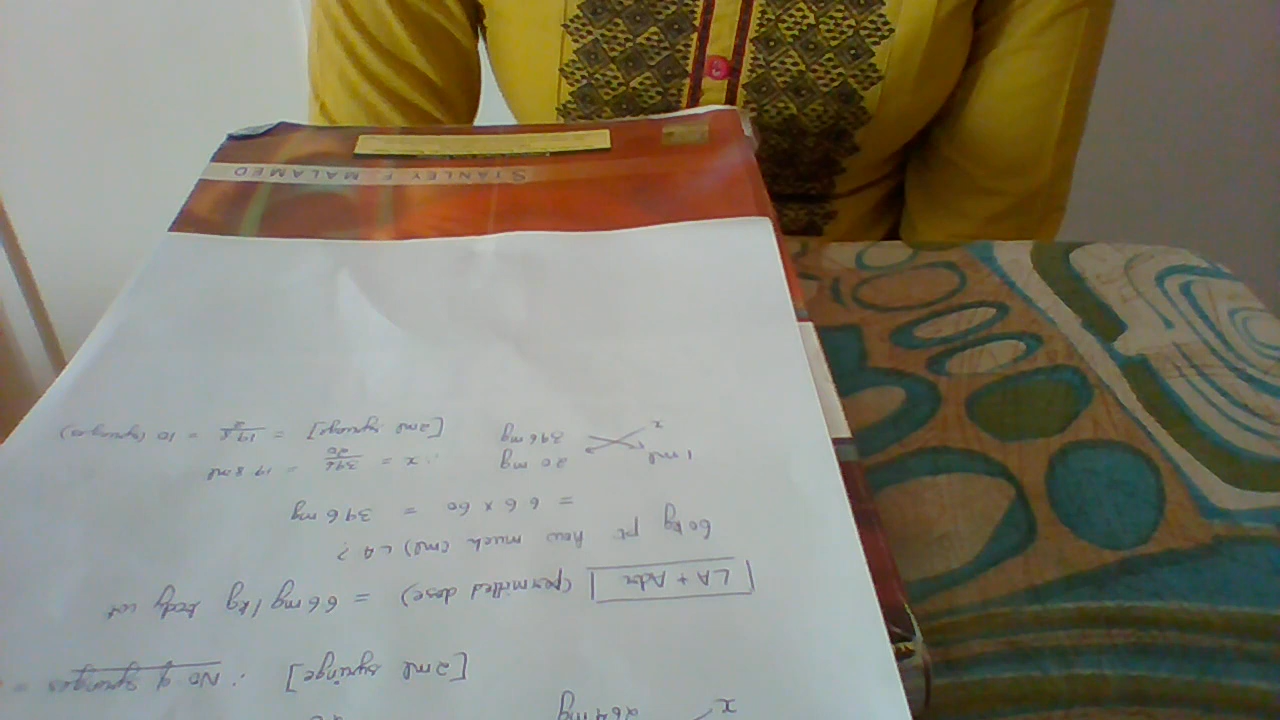 x 264 mg
[2ml syringe] ∴ No of syringes =
LA + Adr (permitted dose) = 6 6 mg / kg body wt
60 kg pt how much (ml) LA ?
= 6 6 x 60 = 396 mg
1 ml 20 mg ∴ x = 396/20 = 19 8 ml
x 396 mg [2ml syringe] = 19 8/2 = 10 (syringes)
STANLEY F MALAMED